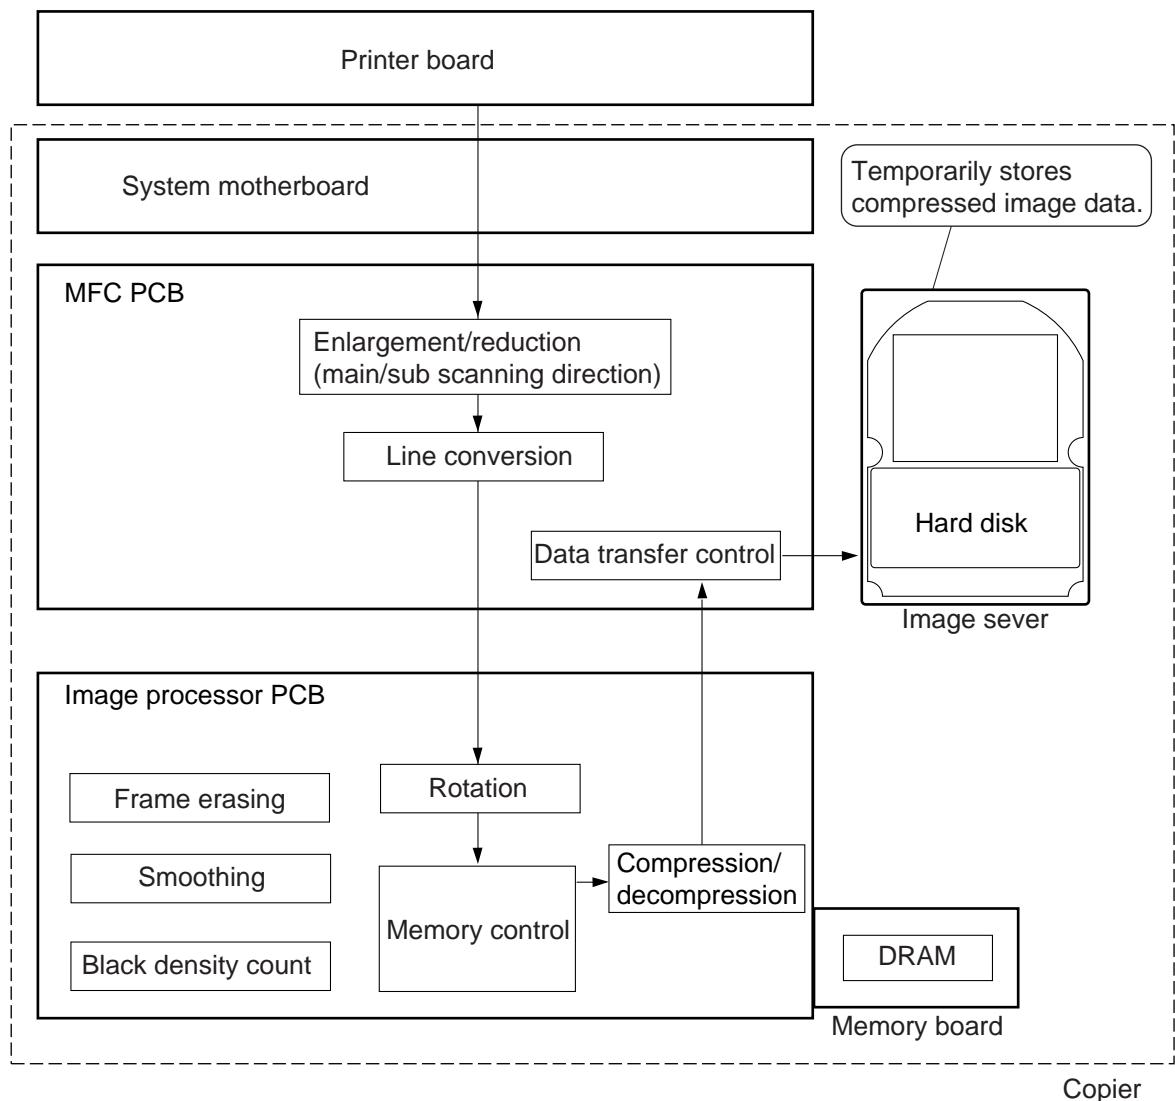 Printer board
System motherboard
Temporarily stores
compressed image data.
MFC PCB
Enlargement/reduction
(main/sub scanning direction)
Line conversion
Data transfer control
Hard disk
Image sever
Image processor PCB
Rotation
Frame erasing
Smoothing
Black density count
Memory control
Compression/
decompression
DRAM
Memory board
Copier